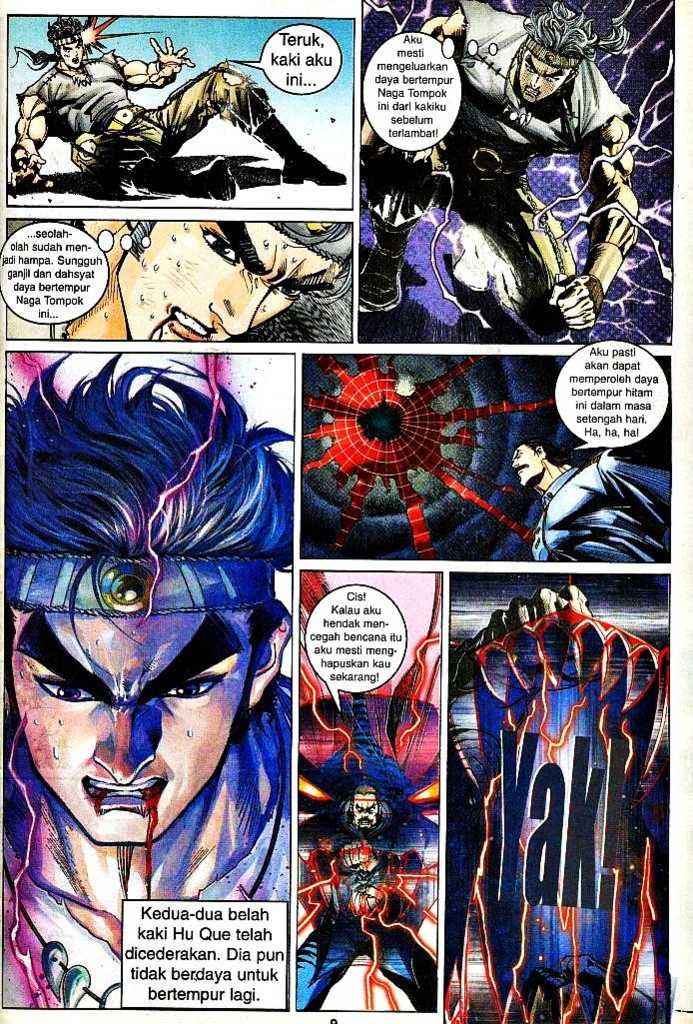 Teruk,
kaki aku
ini...
...seolah-
olah sudah men-
jadi hampa. Sungguh
ganjil dan dahsyat
daya bertempur
Naga Tompok
ini...
Aku
mesti
mengeluarkan
daya bertempur
Naga Tompok
ini dari kakiku
sebelum
terlambat!
Aku pasti
akan dapat
memperoleh daya
bertempur hitam
ini dalam masa
setengah hari.
Ha, ha, ha!
Kedua-dua belah
kaki Hu Que telah
dicederakan. Dia pun
tidak berdaya untuk
bertempur lagi.
Cis!
Kalau aku
hendak men-
cegah bencana itu
aku mesti meng-
hapuskan kau
sekarang!
Yak!
9